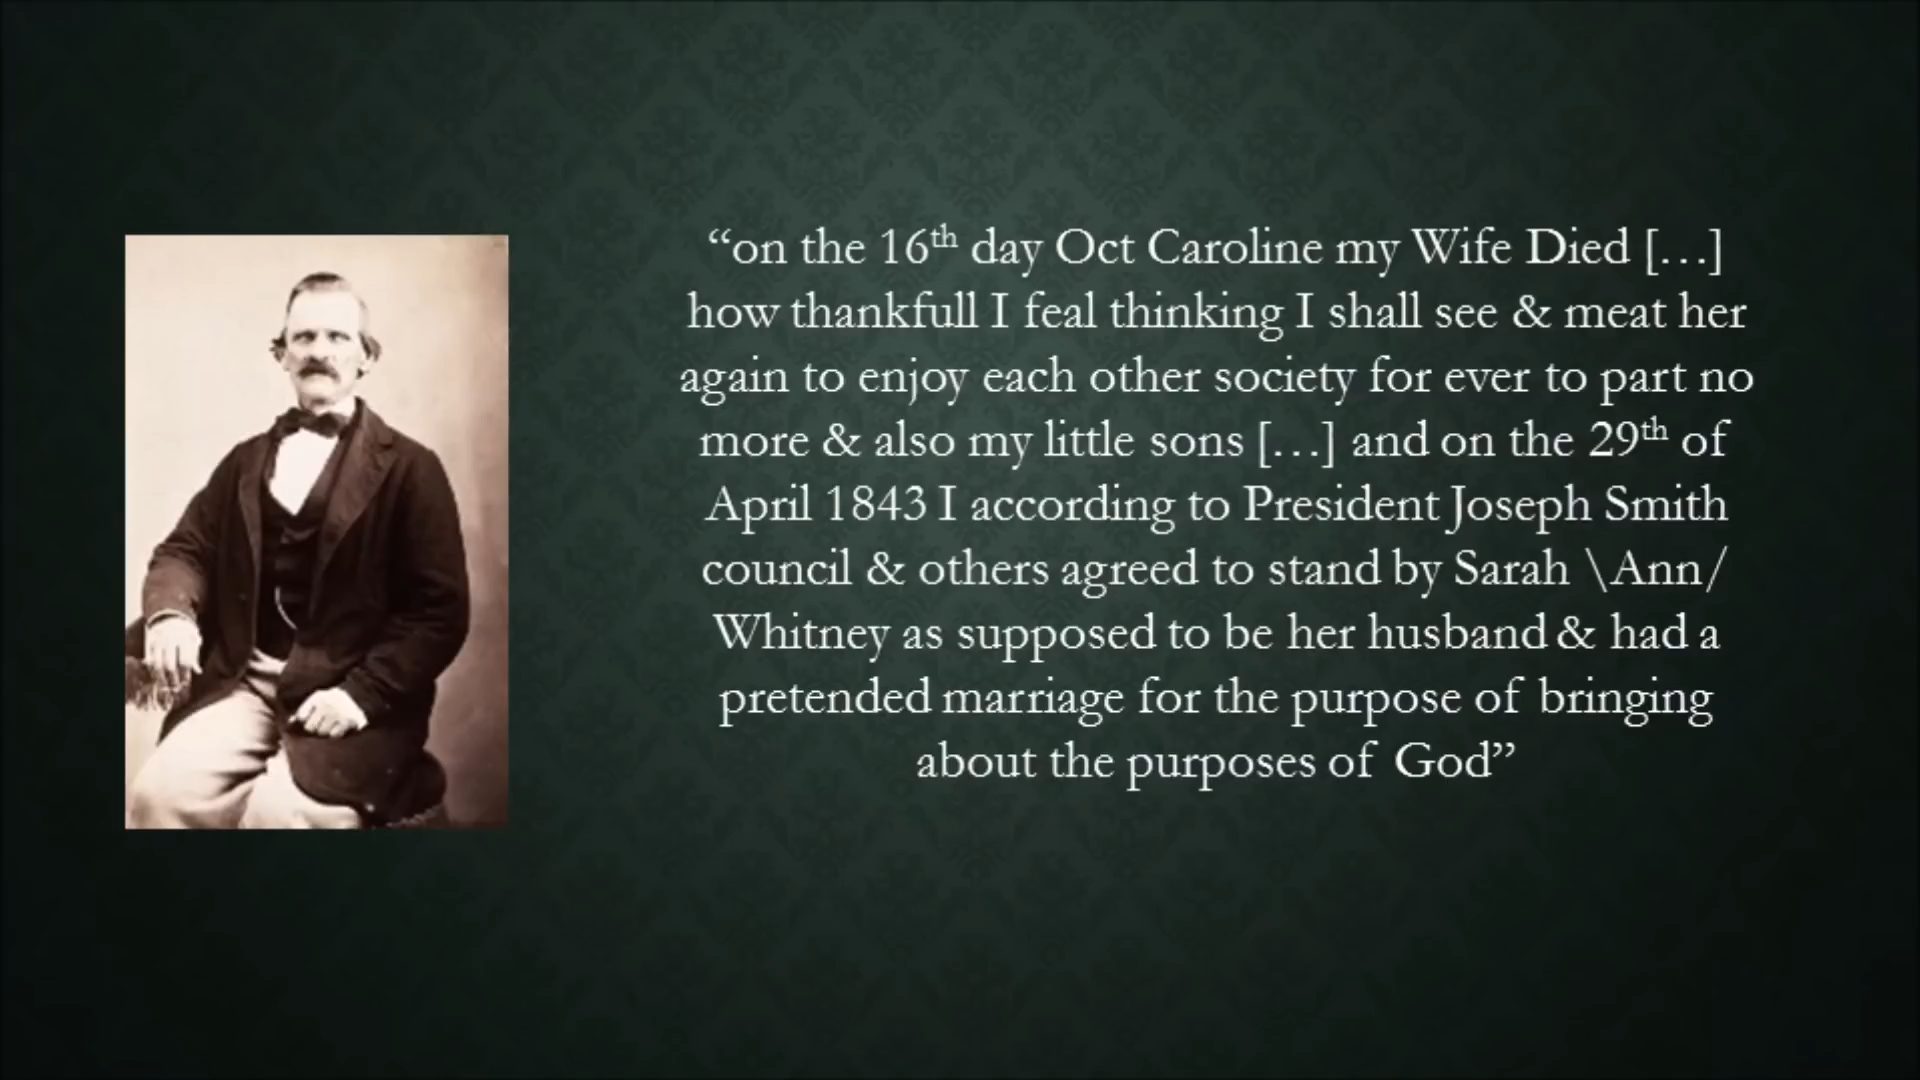 “on the 16th day Oct Caroline my Wife Died […]
how thankfull I feal thinking I shall see & meat her
again to enjoy each other society for ever to part no
more & also my little sons […] and on the 29th of
April 1843 I according to President Joseph Smith
council & others agreed to stand by Sarah \Ann/
Whitney as supposed to be her husband & had a
pretended marriage for the purpose of bringing
about the purposes of God”